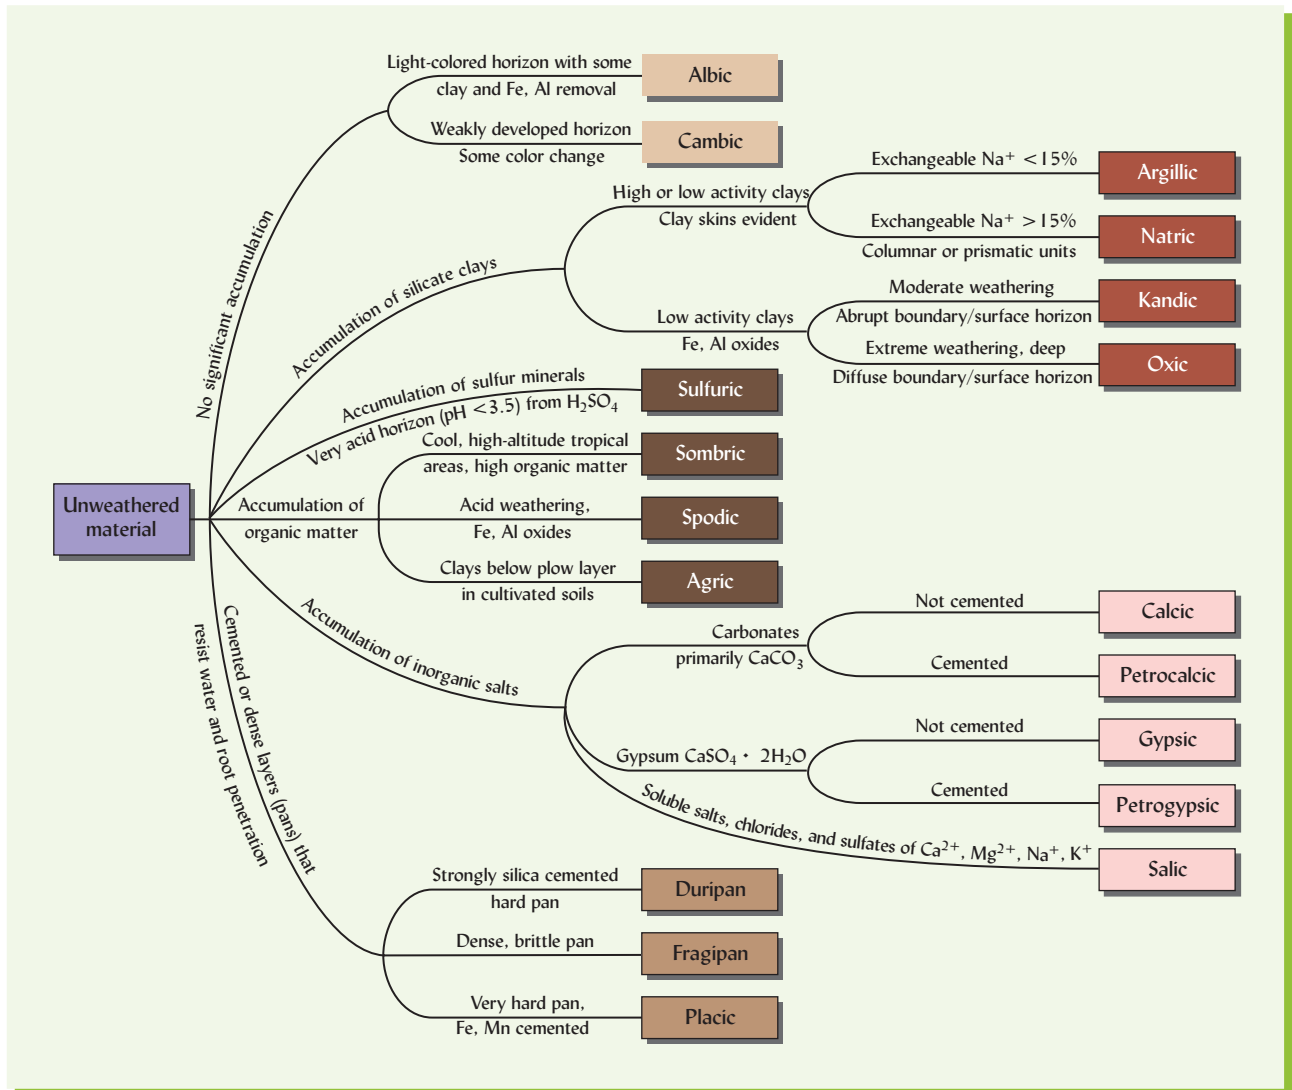 Unweathered
material
No significant accumulation
Light-colored horizon with some
clay and Fe, Al removal
Albic
Weakly developed horizon
Some color change
Cambic
Accumulation of silicate clays
High or low activity clays
Clay skins evident
Exchangeable Na⁺ <15%
Argillic
Exchangeable Na⁺ >15%
Columnar or prismatic units
Natric
Low activity clays
Fe, Al oxides
Moderate weathering
Abrupt boundary/surface horizon
Kandic
Extreme weathering, deep
Diffuse boundary/surface horizon
Oxic
Accumulation of sulfur minerals
Very acid horizon (pH <3.5) from H₂SO₄
Sulfuric
Accumulation of
organic matter
Cool, high-altitude tropical
areas, high organic matter
Sombric
Acid weathering,
Fe, Al oxides
Spodic
Clays below plow layer
in cultivated soils
Agric
Accumulation of inorganic salts
Carbonates
primarily CaCO₃
Not cemented
Calcic
Cemented
Petrocalcic
Gypsum CaSO₄ · 2H₂O
Not cemented
Gypsic
Cemented
Petrogypsic
Soluble salts, chlorides, and sulfates of Ca²⁺, Mg²⁺, Na⁺, K⁺
Salic
Cemented or dense layers (pans) that
resist water and root penetration
Strongly silica cemented
hard pan
Duripan
Dense, brittle pan
Fragipan
Very hard pan,
Fe, Mn cemented
Placic